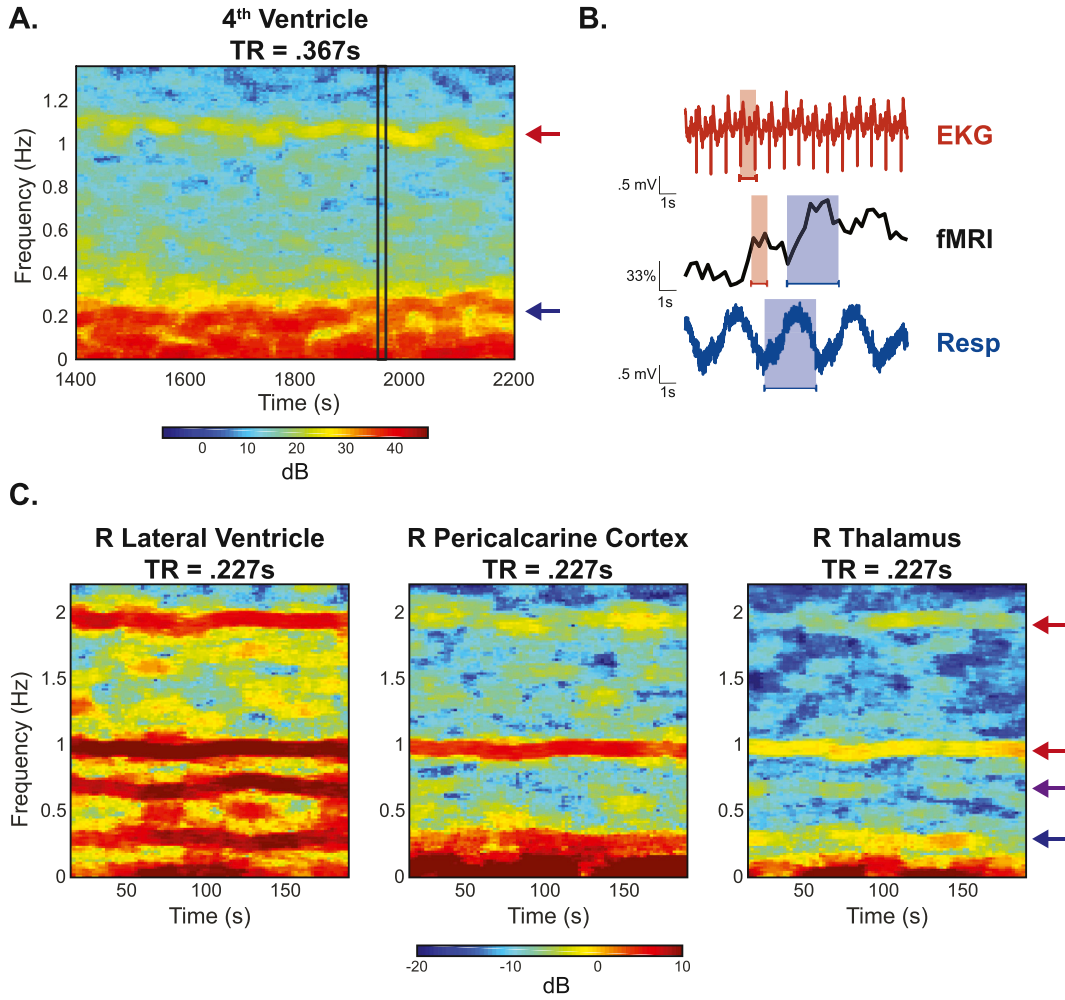 A.
4th Ventricle
TR = .367s
Frequency (Hz)
1.2
1
0.8
0.6
0.4
0.2
0
1400
1600
1800
2000
2200
Time (s)
0
10
20
30
40
dB
B.
EKG
.5 mV
1s
fMRI
33%
1s
Resp
.5 mV
1s
C.
R Lateral Ventricle
TR = .227s
Frequency (Hz)
2
1.5
1
0.5
0
50
100
150
Time (s)
R Pericalcarine Cortex
TR = .227s
2
1.5
1
0.5
0
50
100
150
Time (s)
R Thalamus
TR = .227s
2
1.5
1
0.5
0
50
100
150
Time (s)
-20
-10
0
10
dB